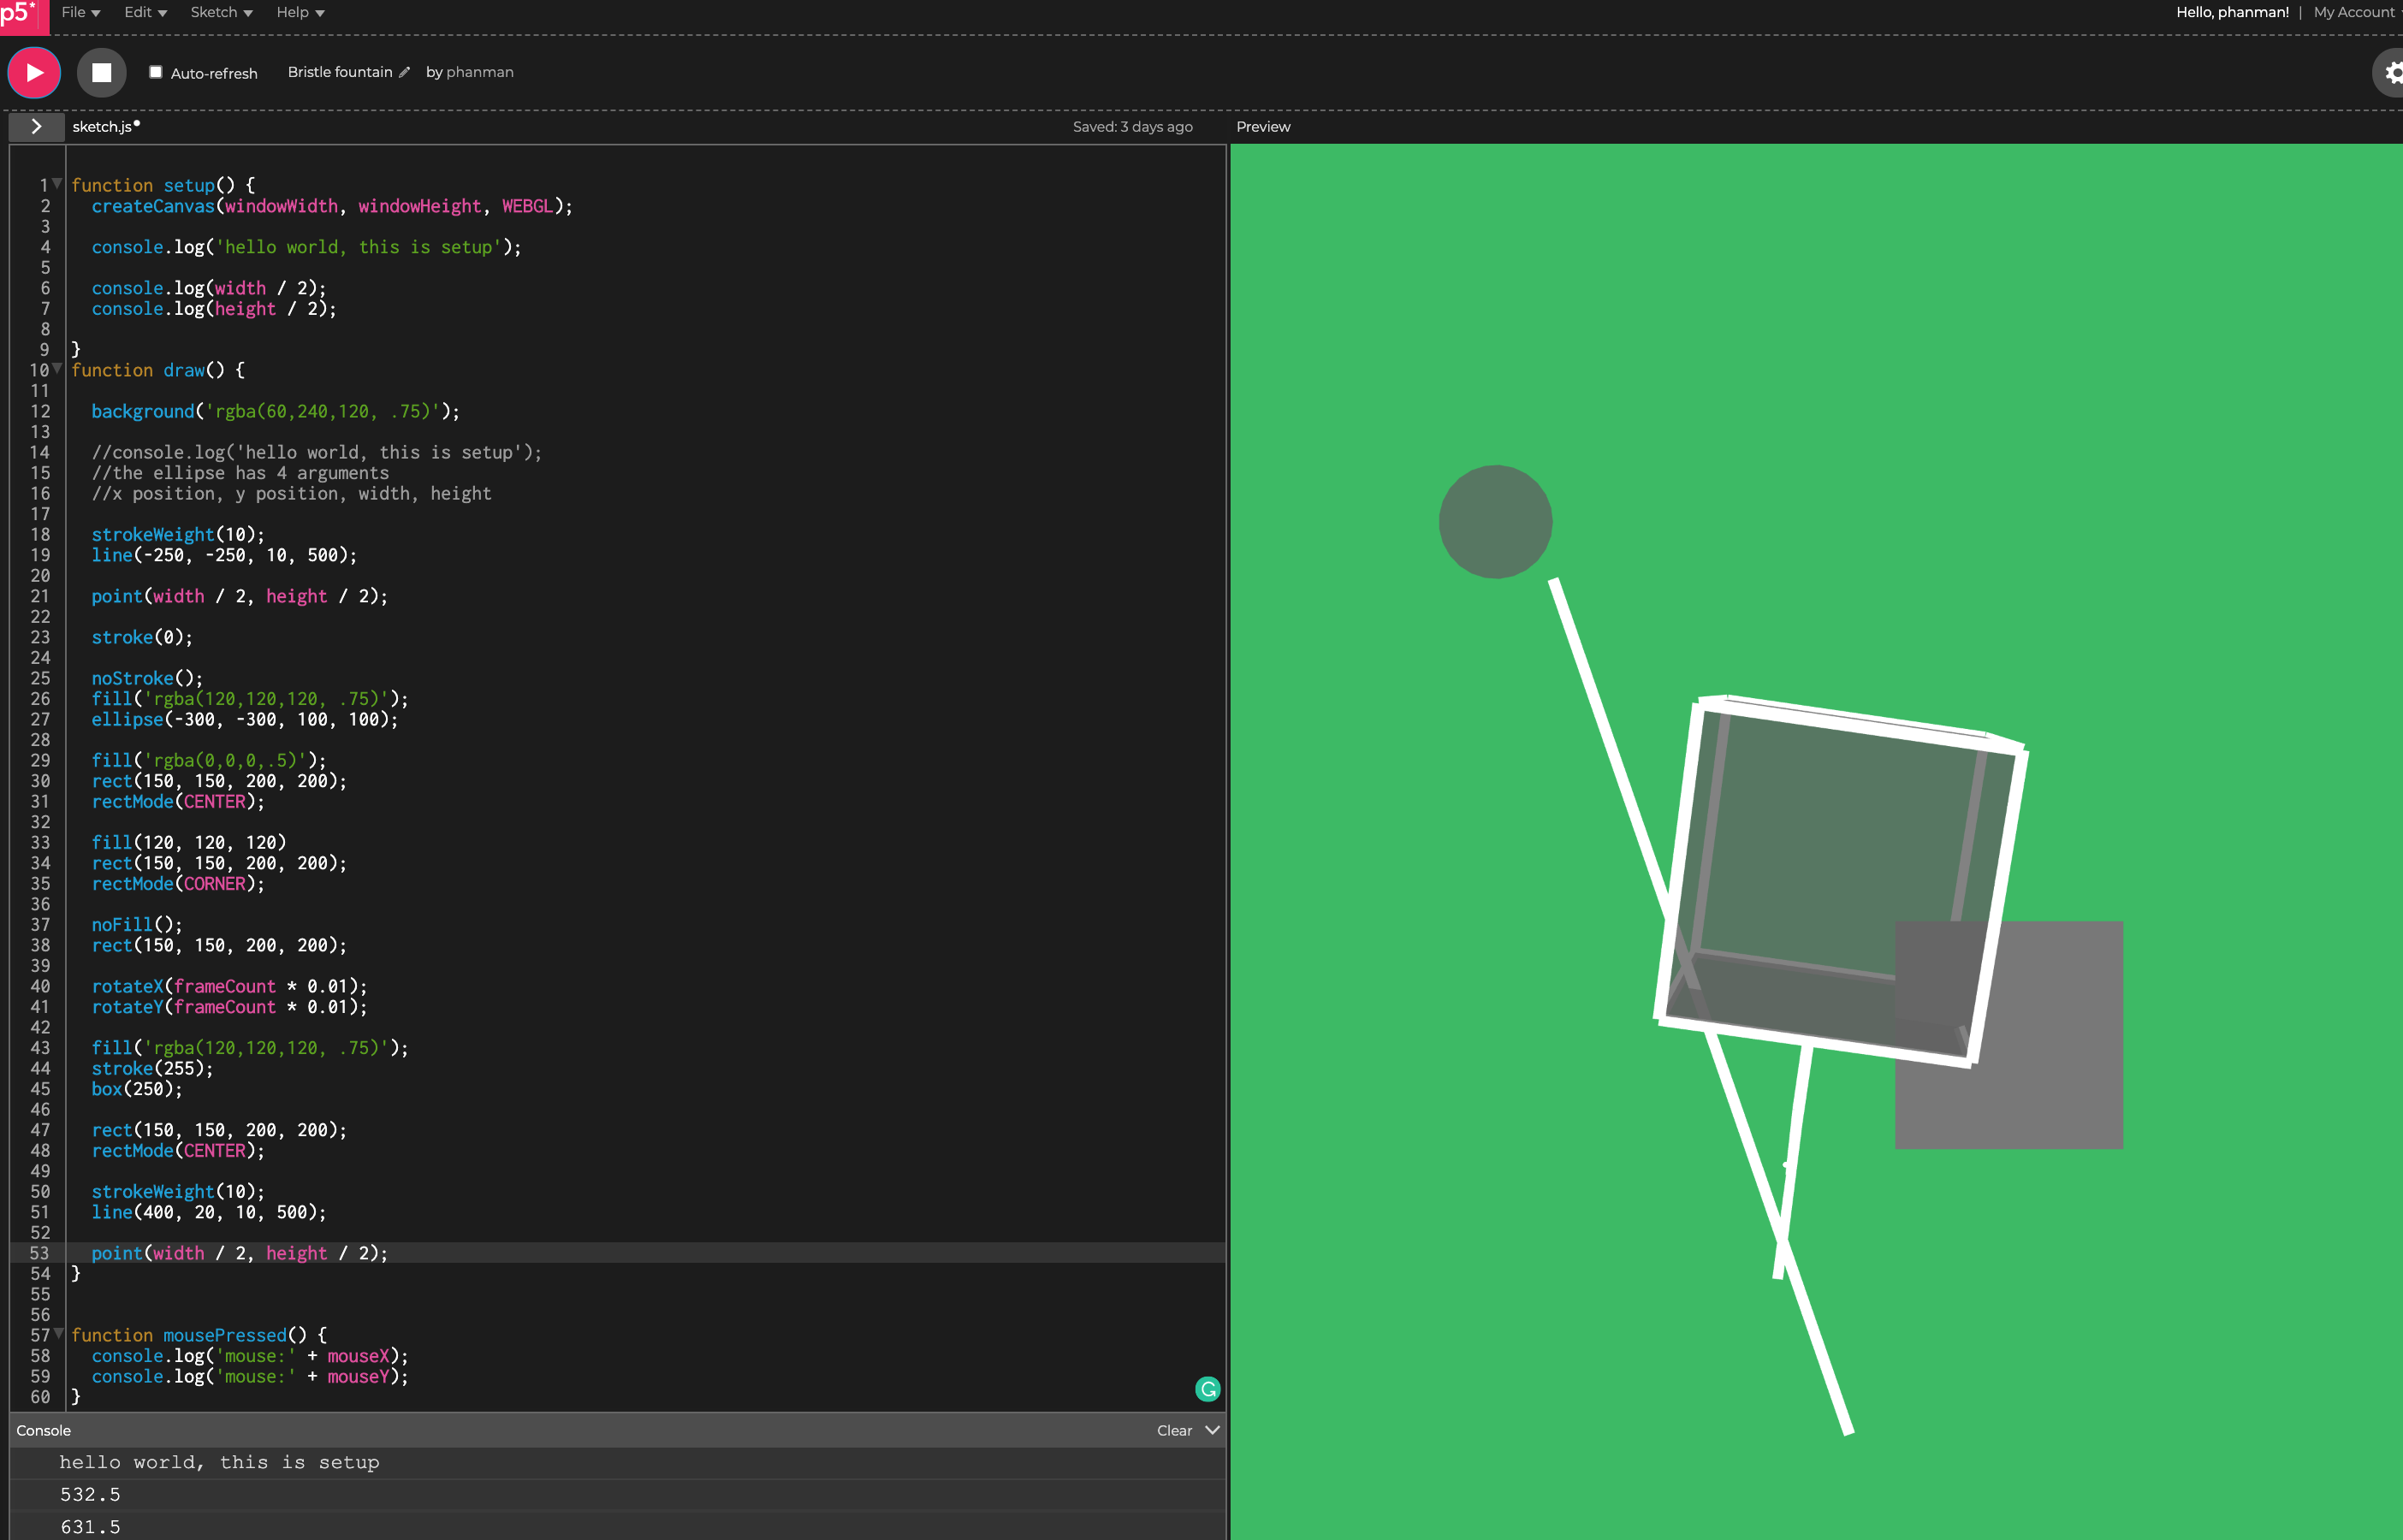 p5*
File Edit Sketch Help
Hello, phanman! | My Account
Auto-refresh Bristle fountain by phanman
sketch.js
Saved: 3 days ago
Preview
1 function setup() {
2 createCanvas(windowWidth, windowHeight, WEBGL);
3
4 console.log('hello world, this is setup');
5
6 console.log(width / 2);
7 console.log(height / 2);
8
9 }
10 function draw() {
11
12 background('rgba(60,240,120, .75)');
13
14 //console.log('hello world, this is setup');
15 //the ellipse has 4 arguments
16 //x position, y position, width, height
17
18 strokeWeight(10);
19 line(-250, -250, 10, 500);
20
21 point(width / 2, height / 2);
22
23 stroke(0);
24
25 noStroke();
26 fill('rgba(120,120,120, .75)');
27 ellipse(-300, -300, 100, 100);
28
29 fill('rgba(0,0,0,.5)');
30 rect(150, 150, 200, 200);
31 rectMode(CENTER);
32
33 fill(120, 120, 120)
34 rect(150, 150, 200, 200);
35 rectMode(CORNER);
36
37 noFill();
38 rect(150, 150, 200, 200);
39
40 rotateX(frameCount * 0.01);
41 rotateY(frameCount * 0.01);
42
43 fill('rgba(120,120,120, .75)');
44 stroke(255);
45 box(250);
46
47 rect(150, 150, 200, 200);
48 rectMode(CENTER);
49
50 strokeWeight(10);
51 line(400, 20, 10, 500);
52
53 point(width / 2, height / 2);
54 }
55
56
57 function mousePressed() {
58 console.log('mouse:' + mouseX);
59 console.log('mouse:' + mouseY);
60 }
Console
Clear
hello world, this is setup
532.5
631.5